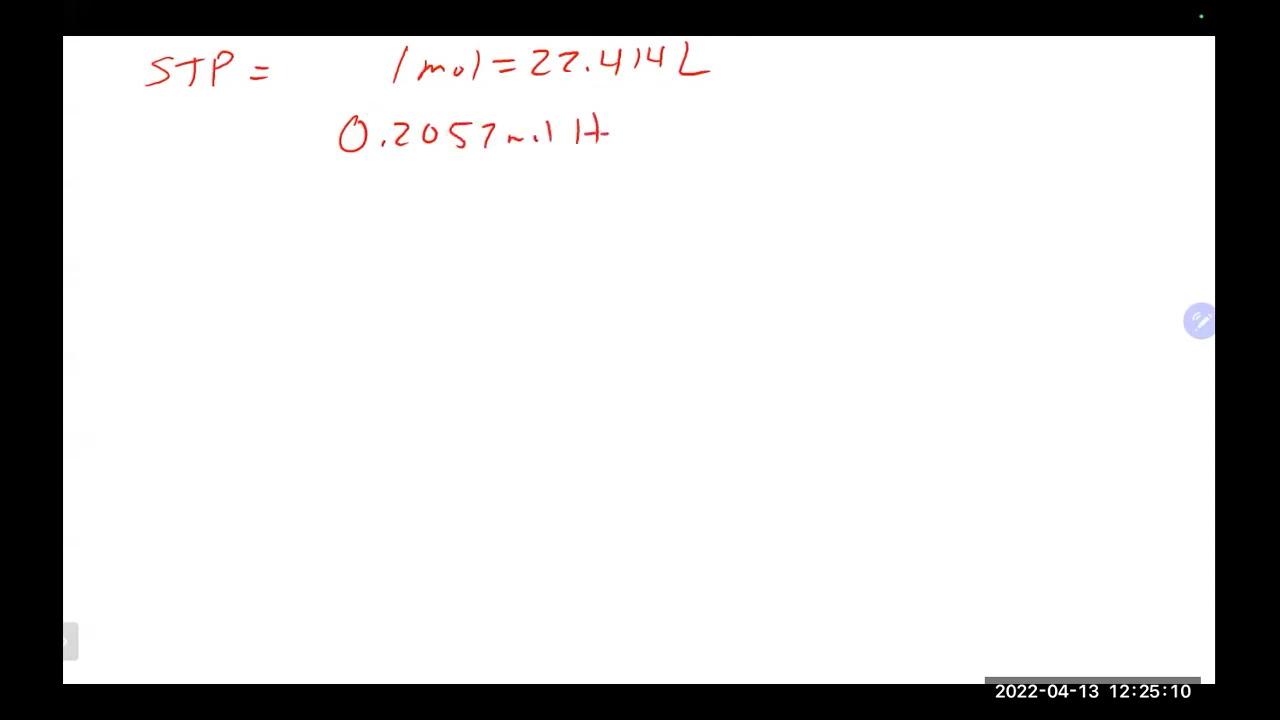 STP = 1 mol = 22.414 L
0.2057 mol H
2022-04-13 12:25:10